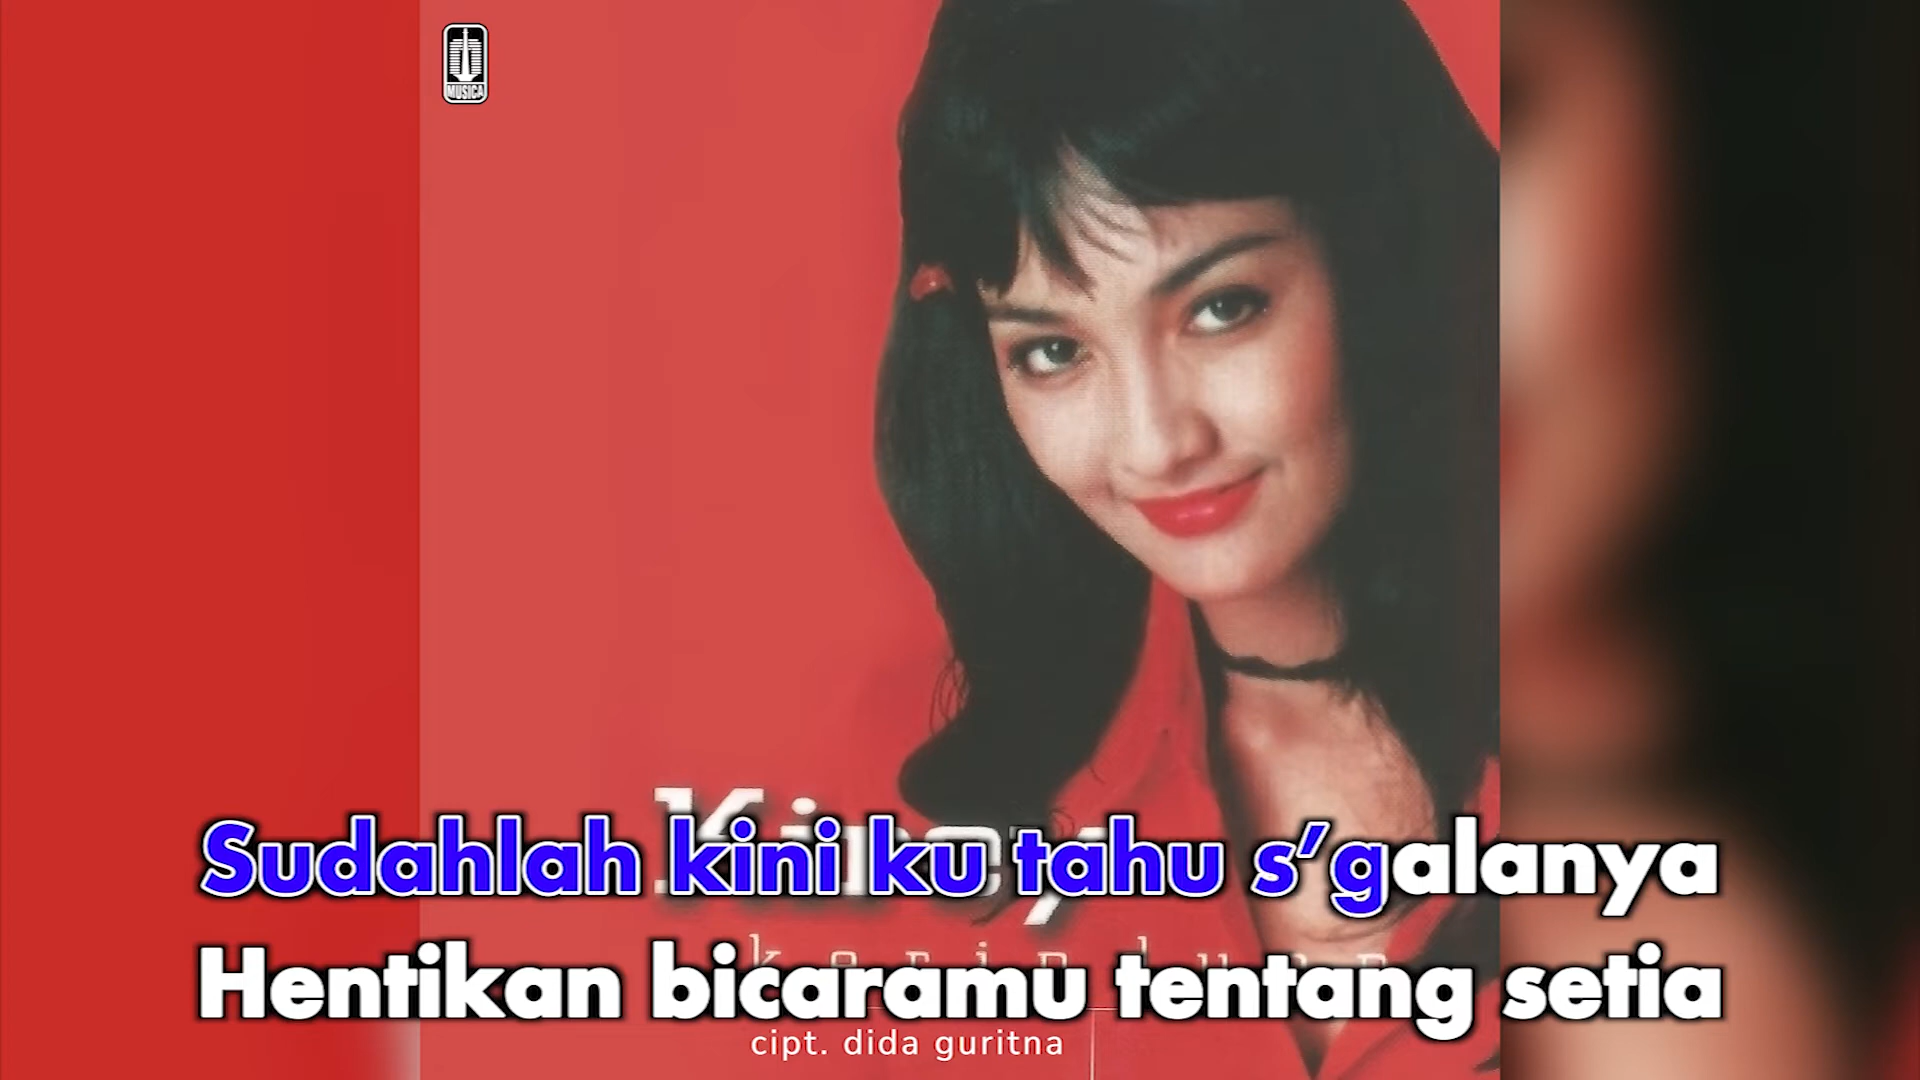 MUSICA
Sudahlah kini ku tahu s’galanya
Hentikan bicaramu tentang setia
cipt. dida guritna